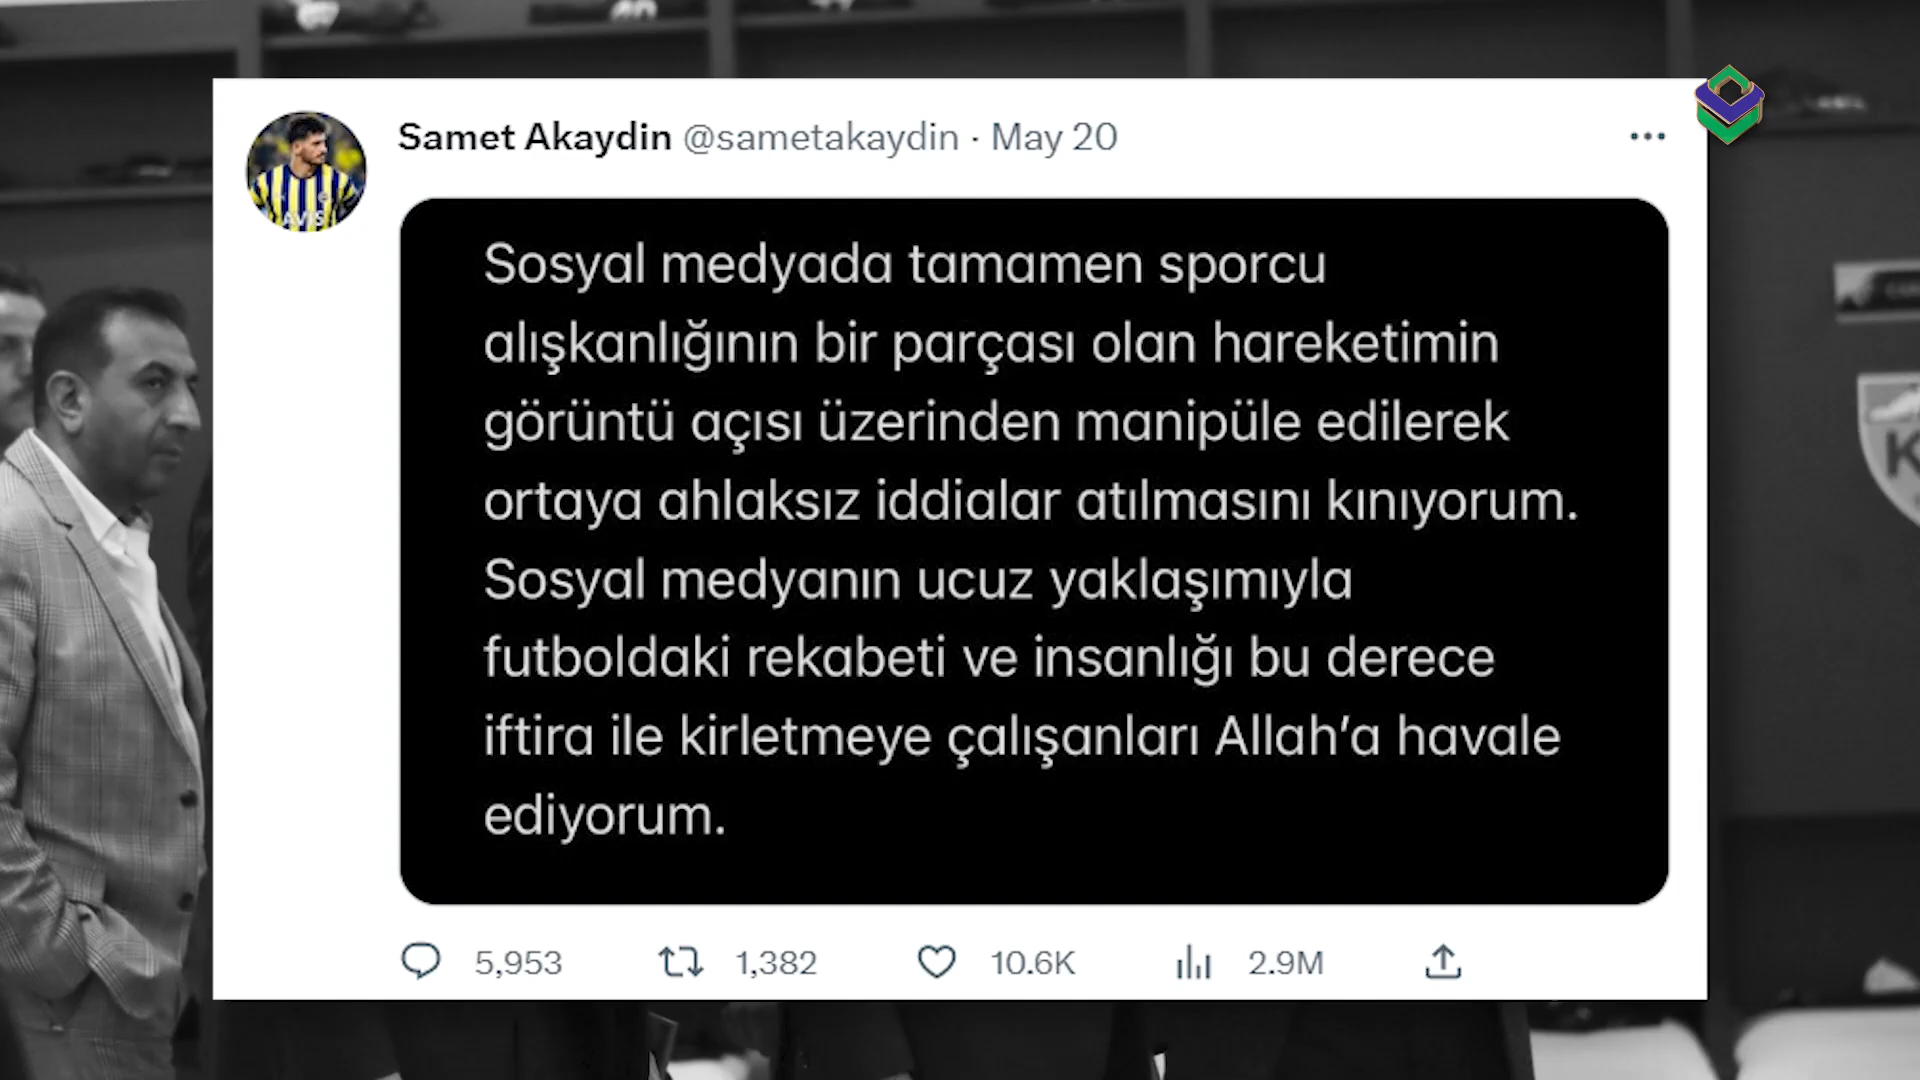 Samet Akaydin @sametakaydin · May 20
AVIS
Sosyal medyada tamamen sporcu
alışkanlığının bir parçası olan hareketimin
görüntü açısı üzerinden manipüle edilerek
ortaya ahlaksız iddialar atılmasını kınıyorum.
Sosyal medyanın ucuz yaklaşımıyla
futboldaki rekabeti ve insanlığı bu derece
iftira ile kirletmeye çalışanları Allah'a havale
ediyorum.
5,953 1,382 10.6K 2.9M